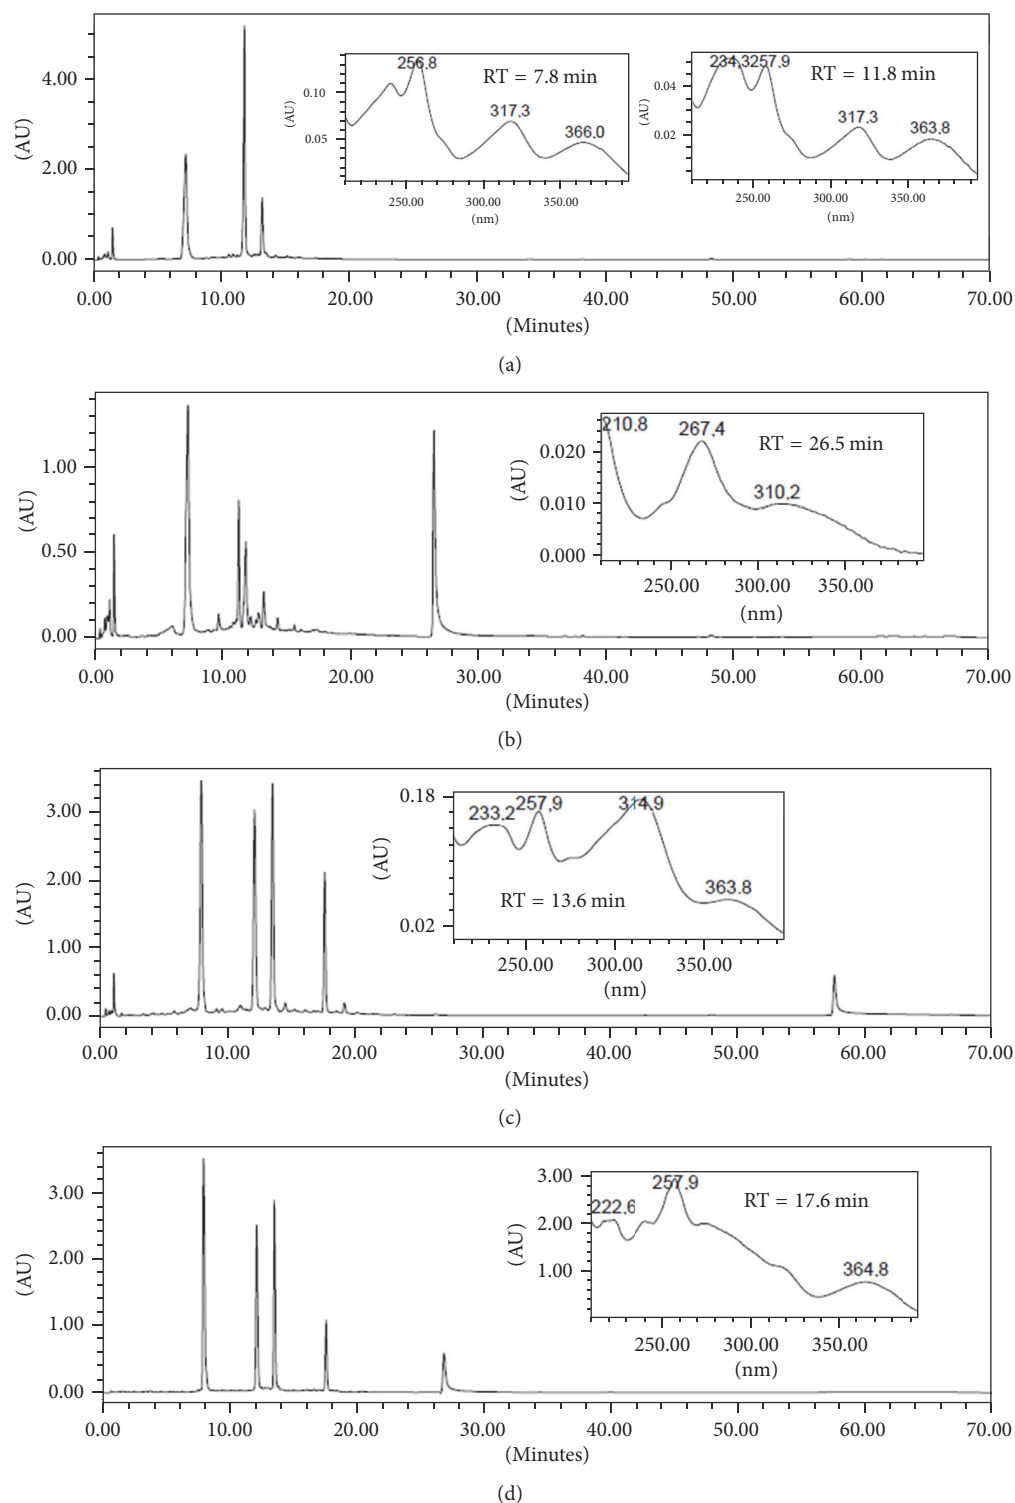 4.00
2.00
0.00
(AU)
0.00 10.00 20.00 30.00 40.00 50.00 60.00 70.00
(Minutes)
256.8
RT = 7.8 min
0.10
317.3
(AU)
0.05
366.0
250.00 300.00 350.00
(nm)
234.3257.9
RT = 11.8 min
0.04
317.3
363.8
(AU)
0.02
250.00 300.00 350.00
(nm)
(a)
1.00
0.50
0.00
(AU)
0.00 10.00 20.00 30.00 40.00 50.00 60.00 70.00
(Minutes)
210.8 267.4
RT = 26.5 min
0.020
310.2
(AU)
0.010
0.000
250.00 300.00 350.00
(nm)
(b)
3.00
2.00
1.00
0.00
(AU)
0.00 10.00 20.00 30.00 40.00 50.00 60.00 70.00
(Minutes)
0.18
233.2 257.9 314.9
(AU)
363.8
RT = 13.6 min
0.02
250.00 300.00 350.00
(nm)
(c)
3.00
2.00
1.00
0.00
(AU)
0.00 10.00 20.00 30.00 40.00 50.00 60.00 70.00
(Minutes)
3.00
257.9
RT = 17.6 min
222.6
2.00
(AU)
1.00
364.8
250.00 300.00 350.00
(nm)
(d)